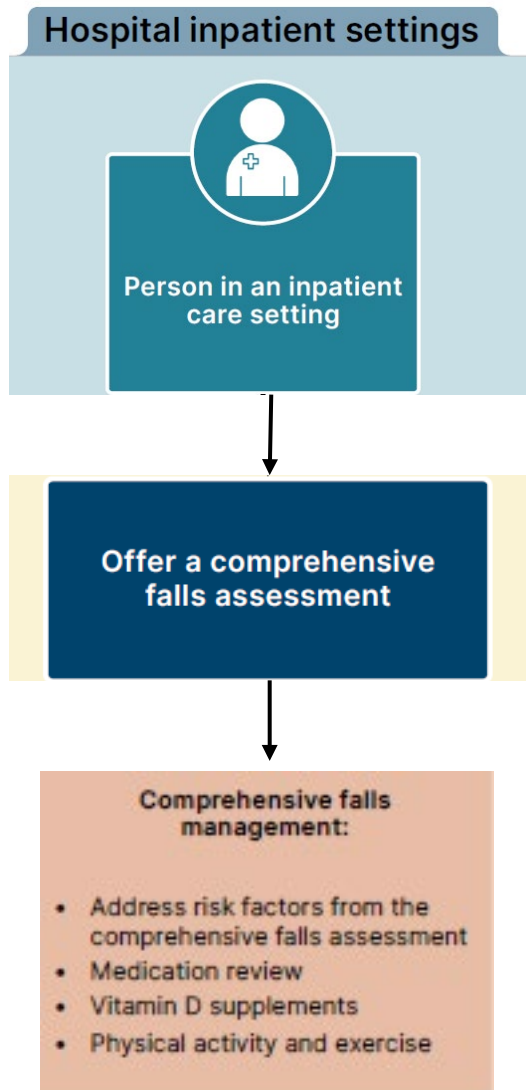 Hospital inpatient settings
Person in an inpatient
care setting
Offer a comprehensive
falls assessment
Comprehensive falls
management:
• Address risk factors from the
comprehensive falls assessment
• Medication review
• Vitamin D supplements
• Physical activity and exercise